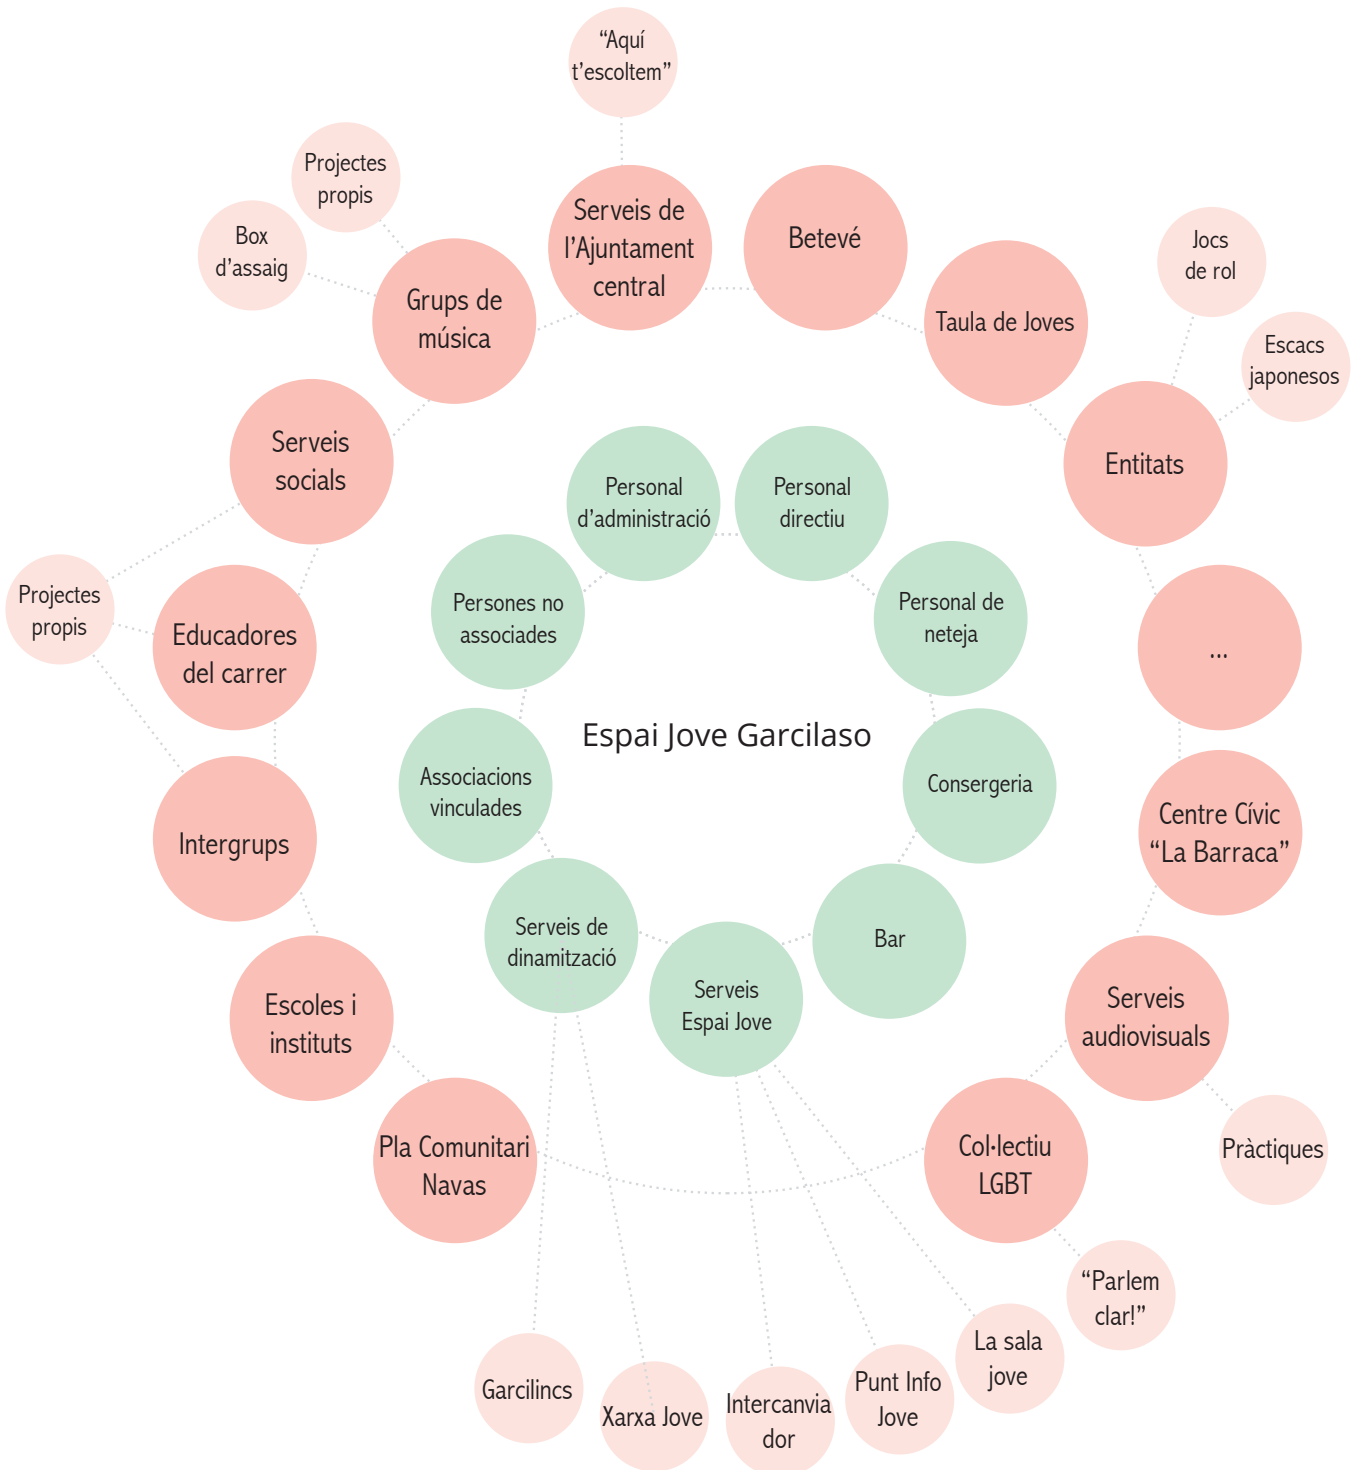 “Aquí
t’escoltem”
Projectes
propis
Box
d’assaig
Serveis de
l’Ajuntament
central
Betevé
Jocs
de rol
Grups de
música
Taula de Joves
Escacs
japonesos
Serveis
socials
Entitats
Personal
d’administració
Personal
directiu
Projectes
propis
Educadores
del carrer
Persones no
associades
Personal de
neteja
...
Espai Jove Garcilaso
Associacions
vinculades
Consergeria
Intergrups
Centre Cívic
“La Barraca”
Serveis de
dinamització
Bar
Serveis
Espai Jove
Escoles i
instituts
Serveis
audiovisuals
Pla Comunitari
Navas
Col·lectiu
LGBT
Pràctiques
“Parlem
clar!”
Garcilincs
Xarxa Jove
Intercanvia
dor
Punt Info
Jove
La sala
jove